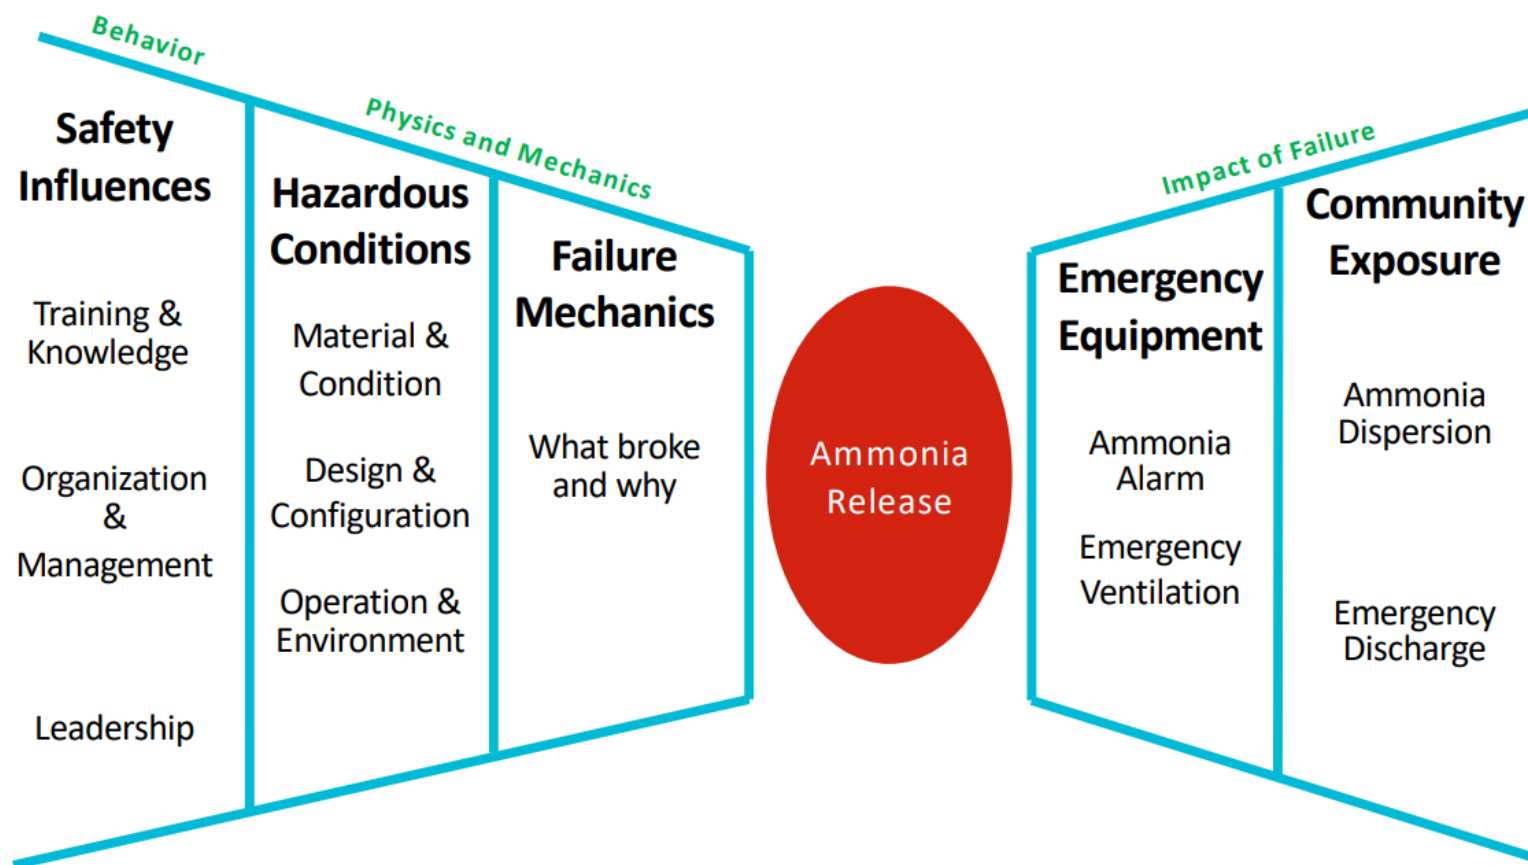 Behavior
Safety
Influences
Training &
Knowledge
Organization
&
Management
Leadership
Physics and Mechanics
Hazardous
Conditions
Material &
Condition
Design &
Configuration
Operation &
Environment
Failure
Mechanics
What broke
and why
Ammonia
Release
Impact of Failure
Emergency
Equipment
Ammonia
Alarm
Emergency
Ventilation
Community
Exposure
Ammonia
Dispersion
Emergency
Discharge